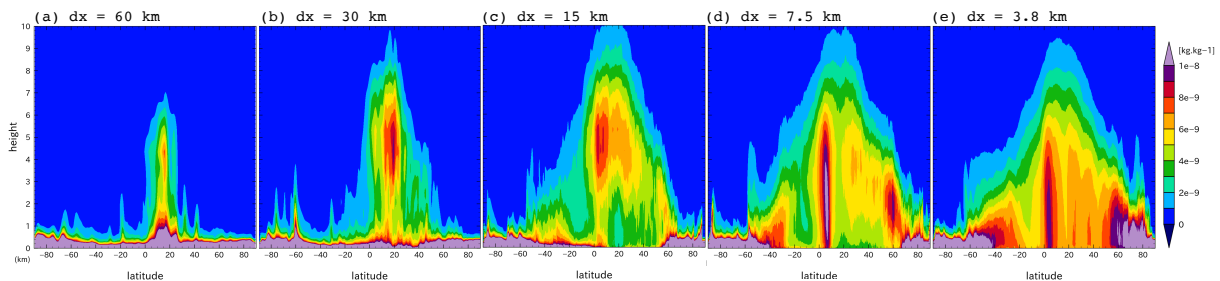 (a) dx = 60 km
(b) dx = 30 km
(c) dx = 15 km
(d) dx = 7.5 km
(e) dx = 3.8 km
[kg.kg−1]
10
9
8
7
6
5
4
3
2
1
0
(km)
height
1e−8
8e−9
6e−9
4e−9
2e−9
0
−80 −60 −40 −20 0 20 40 60 80
−80 −60 −40 −20 0 20 40 60 80
−80 −60 −40 −20 0 20 40 60 80
−80 −60 −40 −20 0 20 40 60 80
−80 −60 −40 −20 0 20 40 60 80
latitude
latitude
latitude
latitude
latitude